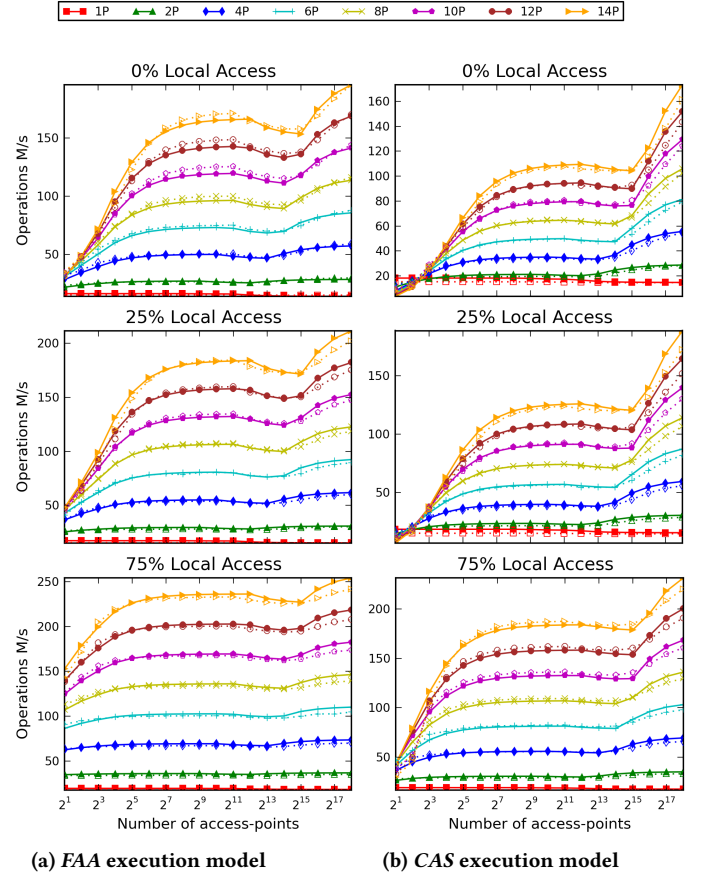 1P 2P 4P 6P 8P 10P 12P 14P
0% Local Access
0% Local Access
Operations M/s
50
100
150
20
40
60
80
100
120
140
160
25% Local Access
25% Local Access
Operations M/s
50
100
150
200
50
100
150
75% Local Access
75% Local Access
Operations M/s
50
100
150
200
250
50
100
150
200
2^1 2^3 2^5 2^7 2^9 2^11 2^13 2^15 2^17
2^1 2^3 2^5 2^7 2^9 2^11 2^13 2^15 2^17
Number of access-points
Number of access-points
(a) FAA execution model
(b) CAS execution model